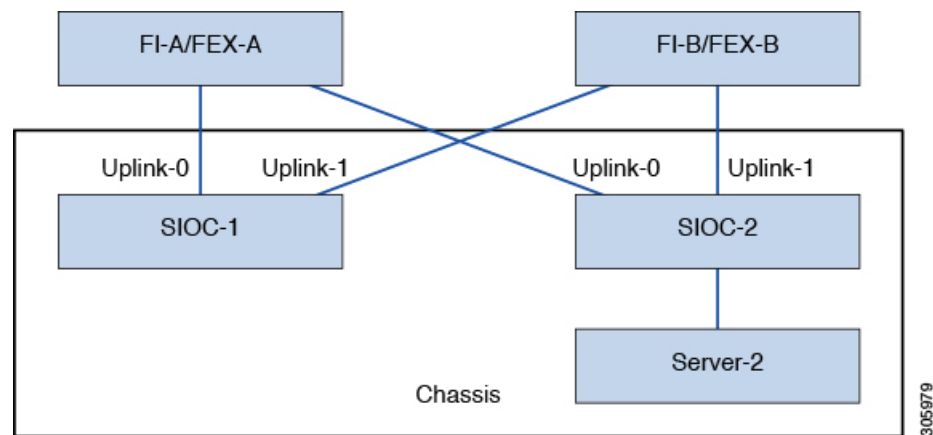 FI-A/FEX-A
FI-B/FEX-B
Uplink-0
Uplink-1
Uplink-0
Uplink-1
SIOC-1
SIOC-2
Server-2
Chassis
305979